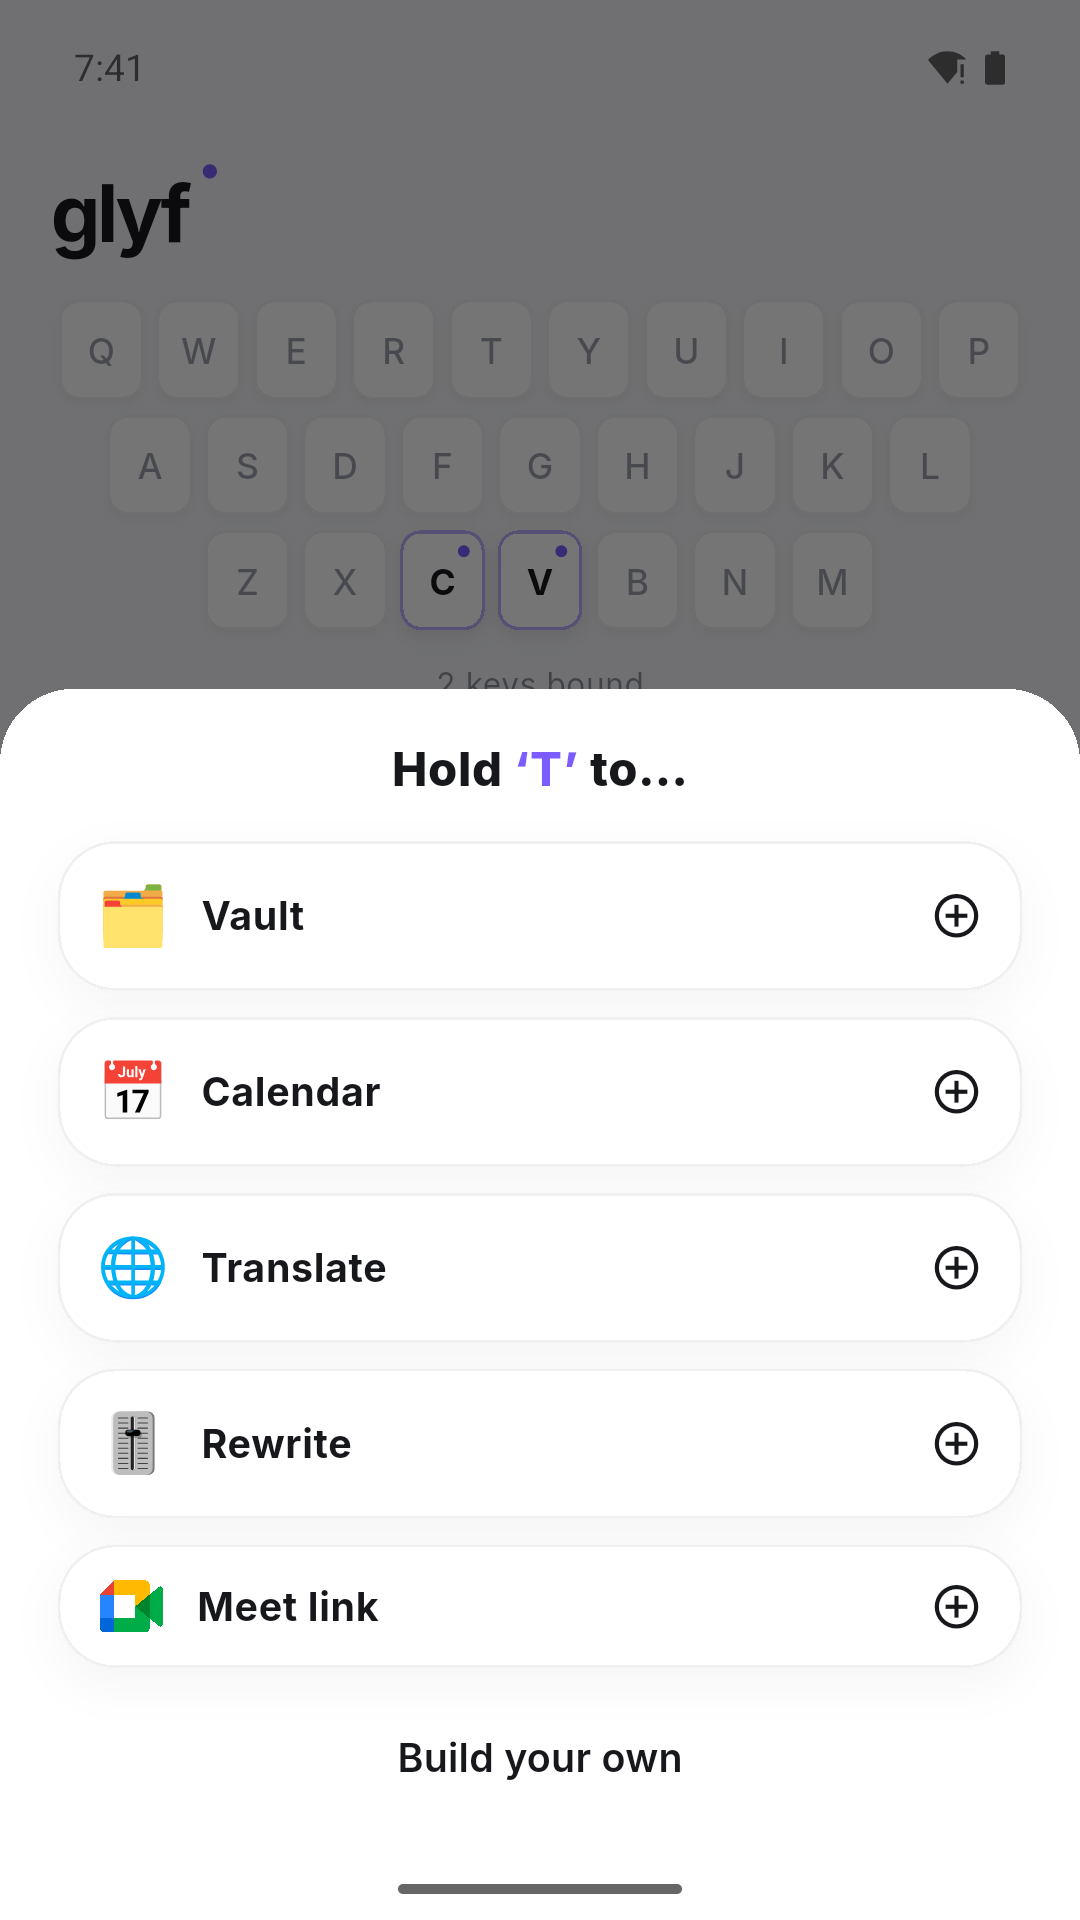 7:41
glyf
Q W E R T Y U I O P
A S D F G H J K L
Z X C V B N M
2 keys bound
Hold ‘T’ to...
Vault
July
17
Calendar
Translate
Rewrite
Meet link
Build your own